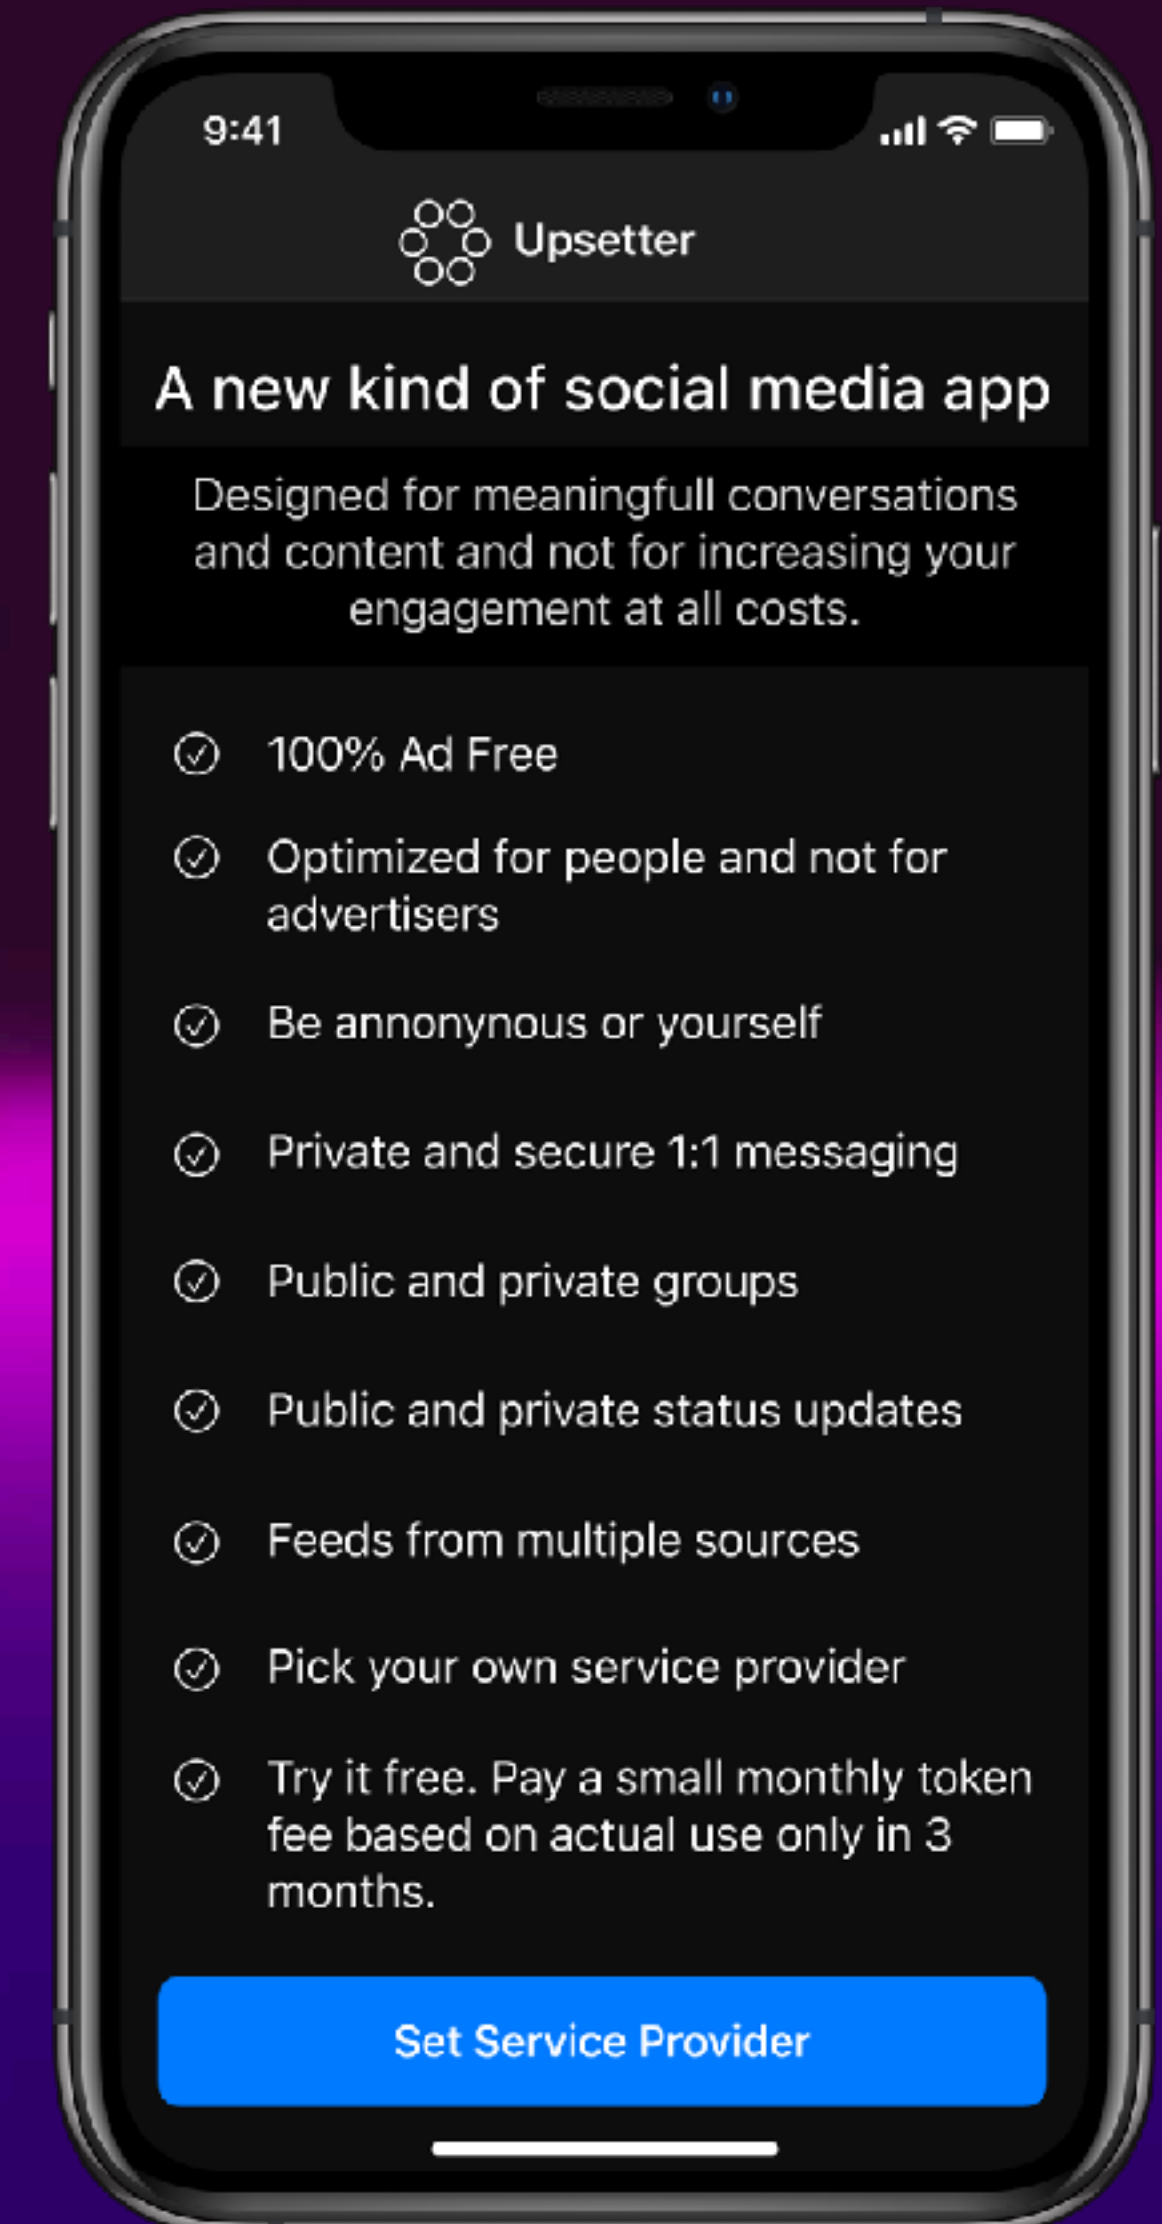 9:41
Upsetter
A new kind of social media app
Designed for meaningfull conversations
and content and not for increasing your
engagement at all costs.
100% Ad Free
Optimized for people and not for
advertisers
Be annonynous or yourself
Private and secure 1:1 messaging
Public and private groups
Public and private status updates
Feeds from multiple sources
Pick your own service provider
Try it free. Pay a small monthly token
fee based on actual use only in 3
months.
Set Service Provider